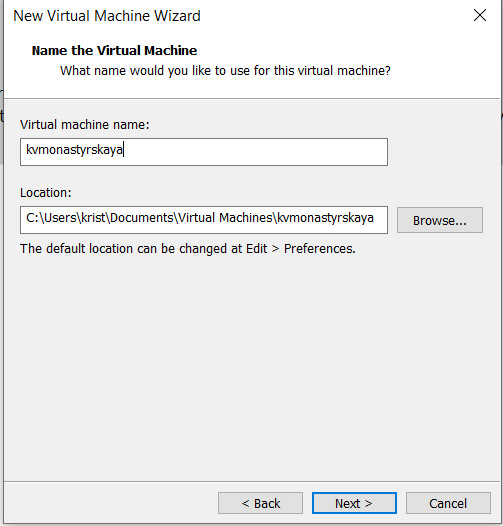 New Virtual Machine Wizard
Name the Virtual Machine
What name would you like to use for this virtual machine?
Virtual machine name:
kvmonastyrskaya
Location:
C:\Users\krist\Documents\Virtual Machines\kvmonastyrskaya
Browse...
The default location can be changed at Edit > Preferences.
< Back
Next >
Cancel